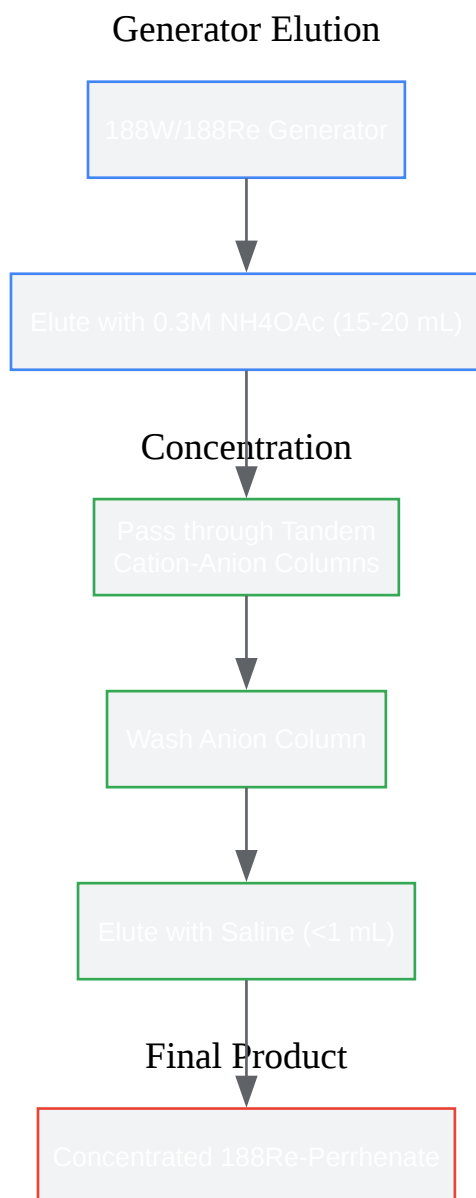 Generator Elution
188W/188Re Generator
Elute with 0.3M NH4OAc (15-20 mL)
Concentration
Pass through Tandem
Cation-Anion Columns
Wash Anion Column
Elute with Saline (<1 mL)
Final Product
Concentrated 188Re-Perrhenate